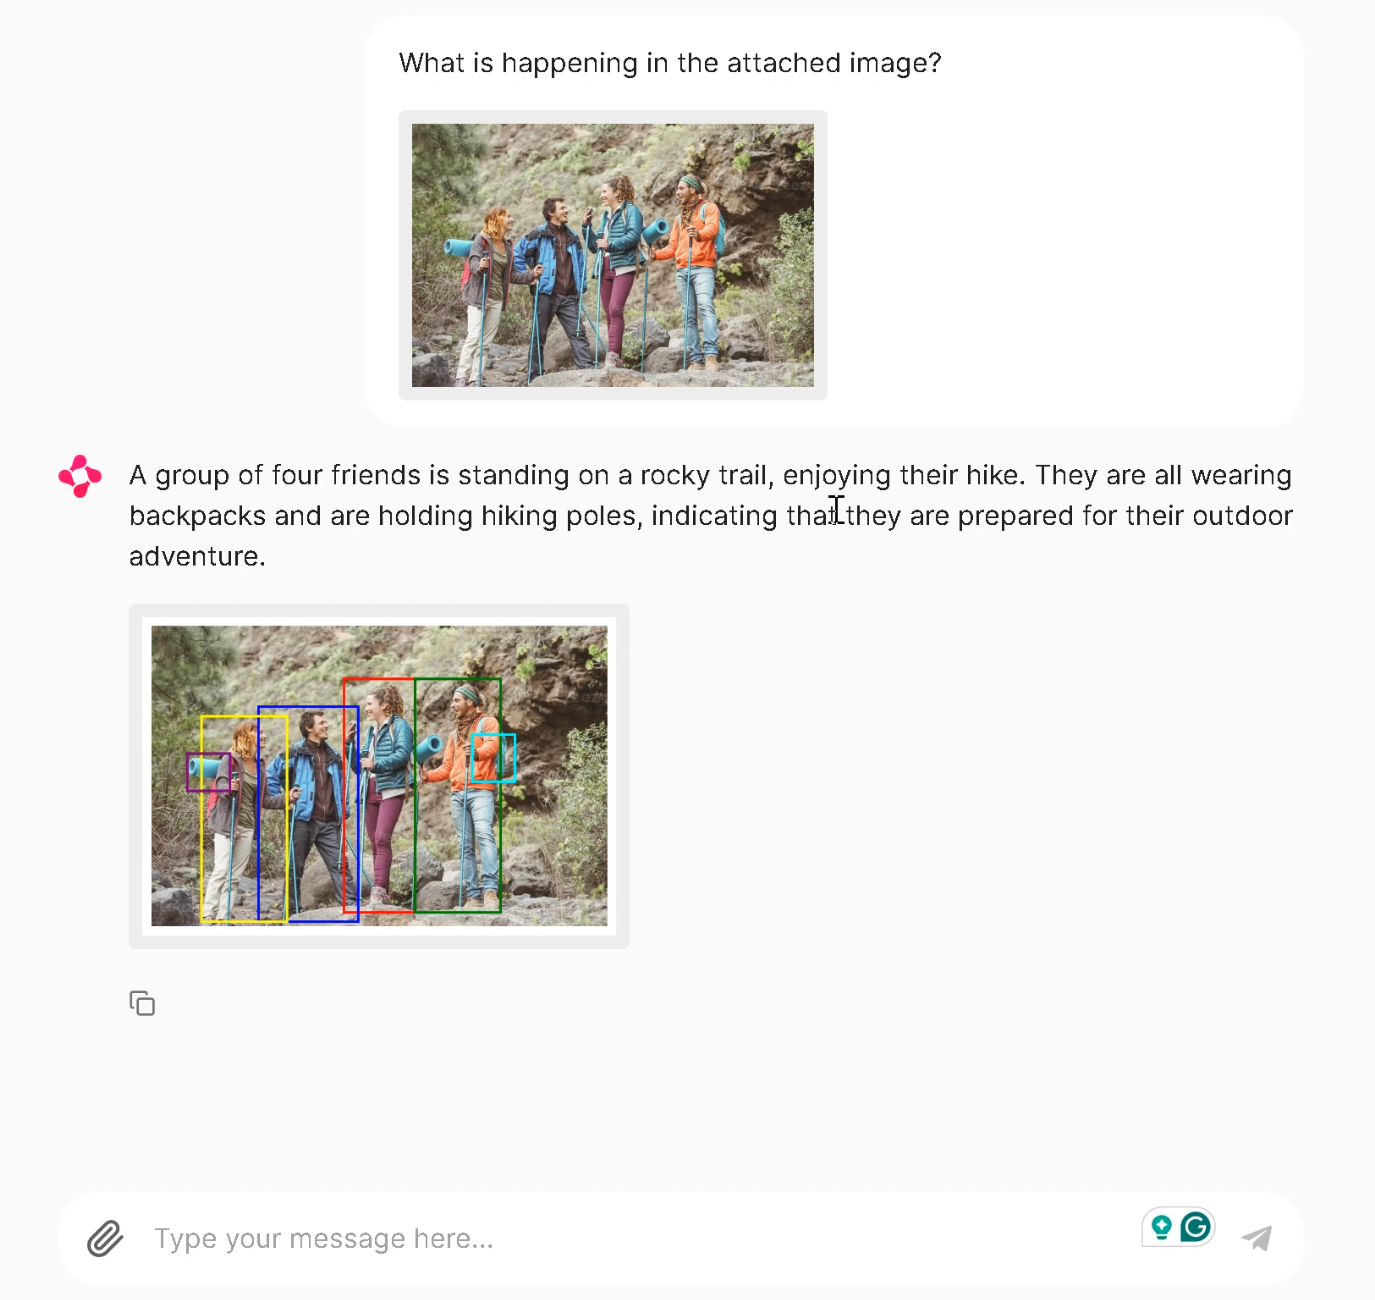 What is happening in the attached image?
A group of four friends is standing on a rocky trail, enjoying their hike. They are all wearing
backpacks and are holding hiking poles, indicating that they are prepared for their outdoor
adventure.
Type your message here...